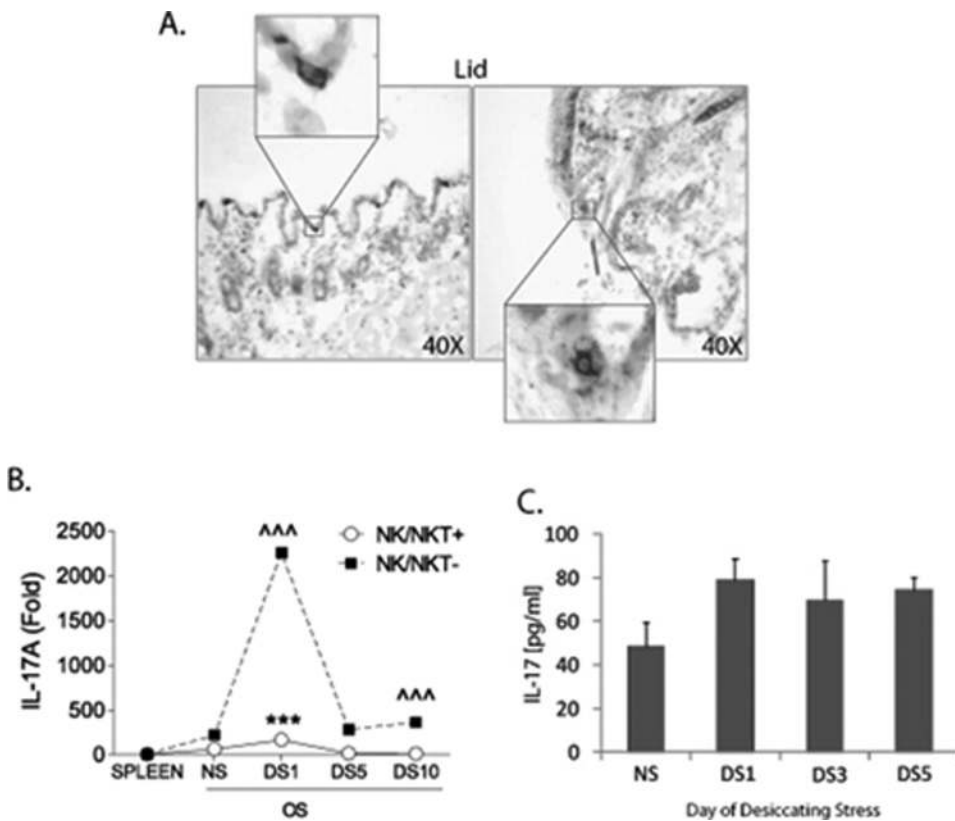 A.
Lid
40X
40X
B.
IL-17A (Fold)
2500
2000
1500
1000
500
0
^^^
***
^^^
NK/NKT+
NK/NKT-
SPLEEN NS DS1 DS5 DS10
OS
C.
IL-17 [pg/ml]
100
80
60
40
20
0
NS DS1 DS3 DS5
Day of Desiccating Stress